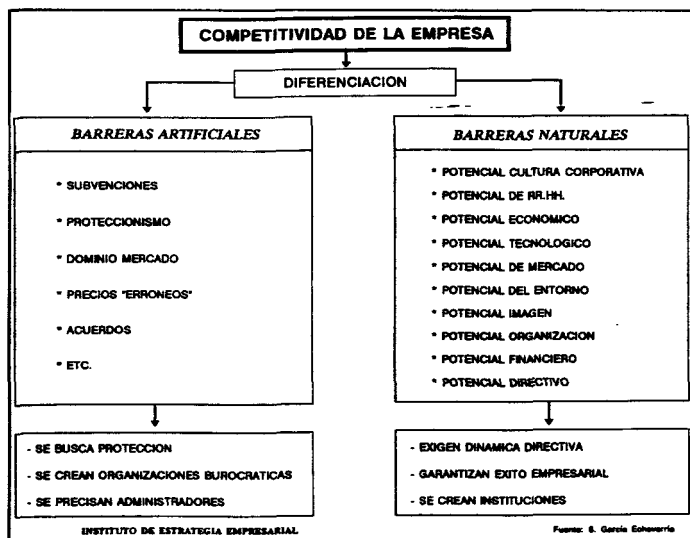 COMPETITIVIDAD DE LA EMPRESA
DIFERENCIACION
BARRERAS ARTIFICIALES
* SUBVENCIONES
* PROTECCIONISMO
* DOMINIO MERCADO
* PRECIOS "ERRONEOS"
* ACUERDOS
* ETC.
- SE BUSCA PROTECCION
- SE CREAN ORGANIZACIONES BUROCRATICAS
- SE PRECISAN ADMINISTRADORES
BARRERAS NATURALES
* POTENCIAL CULTURA CORPORATIVA
* POTENCIAL DE RR.HH.
* POTENCIAL ECONOMICO
* POTENCIAL TECNOLOGICO
* POTENCIAL DE MERCADO
* POTENCIAL DEL ENTORNO
* POTENCIAL IMAGEN
* POTENCIAL ORGANIZACION
* POTENCIAL FINANCIERO
* POTENCIAL DIRECTIVO
- EXIGEN DINAMICA DIRECTIVA
- GARANTIZAN EXITO EMPRESARIAL
- SE CREAN INSTITUCIONES
INSTITUTO DE ESTRATEGIA EMPRESARIAL
Fuente: S. García Echevarría